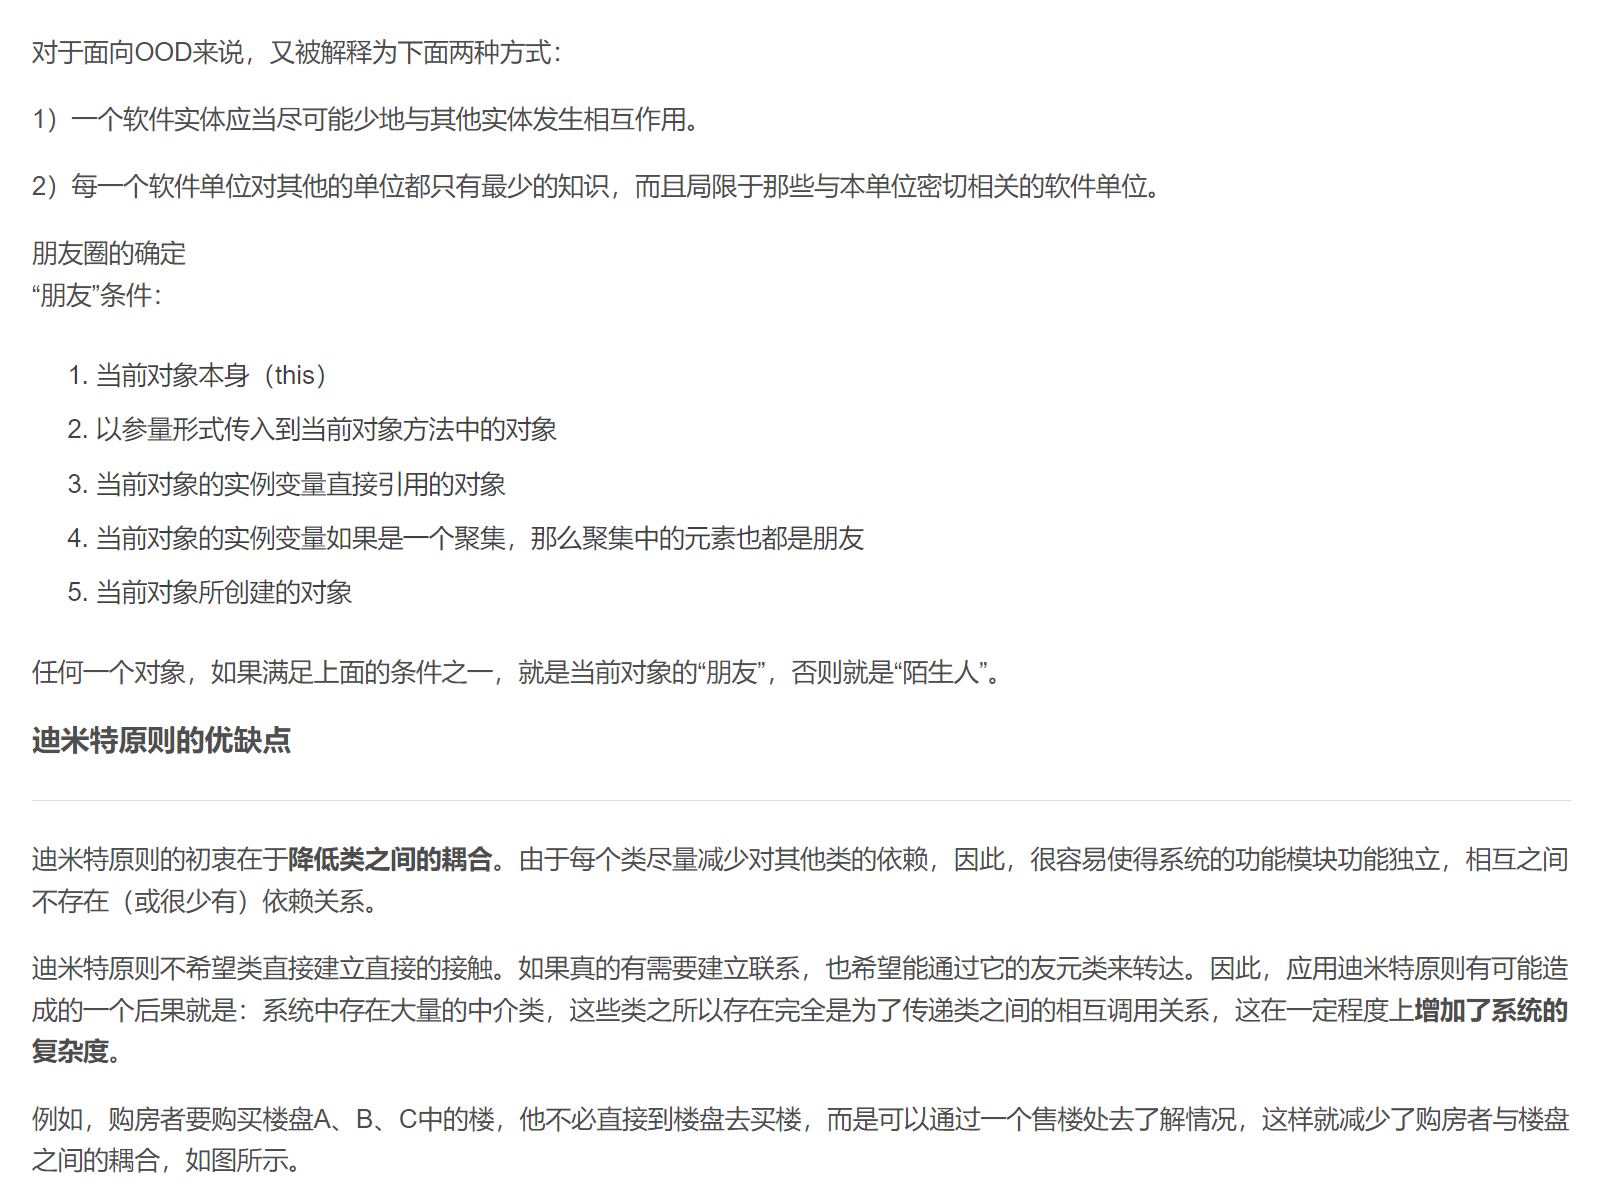 对于面向OOD来说，又被解释为下面两种方式：
1）一个软件实体应当尽可能少地与其他实体发生相互作用。
2）每一个软件单位对其他的单位都只有最少的知识，而且局限于那些与本单位密切相关的软件单位。
朋友圈的确定
“朋友”条件：
1. 当前对象本身（this）
2. 以参量形式传入到当前对象方法中的对象
3. 当前对象的实例变量直接引用的对象
4. 当前对象的实例变量如果是一个聚集，那么聚集中的元素也都是朋友
5. 当前对象所创建的对象
任何一个对象，如果满足上面的条件之一，就是当前对象的“朋友”，否则就是“陌生人”。
迪米特原则的优缺点
迪米特原则的初衷在于降低类之间的耦合。由于每个类尽量减少对其他类的依赖，因此，很容易使得系统的功能模块功能独立，相互之间
不存在（或很少有）依赖关系。
迪米特原则不希望类直接建立直接的接触。如果真的有需要建立联系，也希望能通过它的友元类来转达。因此，应用迪米特原则有可能造
成的一个后果就是：系统中存在大量的中介类，这些类之所以存在完全是为了传递类之间的相互调用关系，这在一定程度上增加了系统的
复杂度。
例如，购房者要购买楼盘A、B、C中的楼，他不必直接到楼盘去买楼，而是可以通过一个售楼处去了解情况，这样就减少了购房者与楼盘
之间的耦合，如图所示。